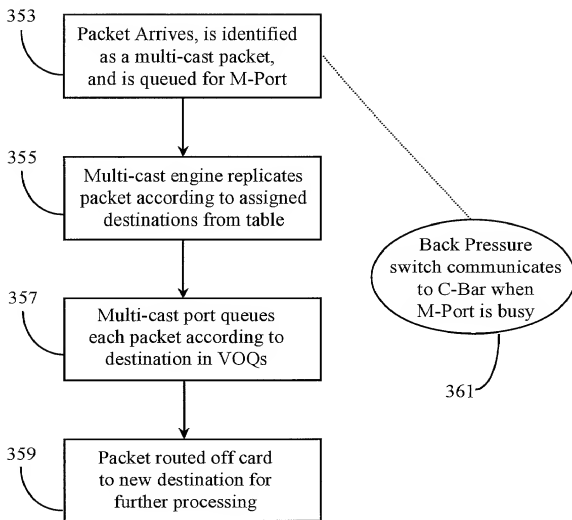 353
Packet Arrives, is identified
as a multi-cast packet,
and is queued for M-Port
355
Multi-cast engine replicates
packet according to assigned
destinations from table
Back Pressure
switch communicates
to C-Bar when
M-Port is busy
361
357
Multi-cast port queues
each packet according to
destination in VOQs
359
Packet routed off card
to new destination for
further processing